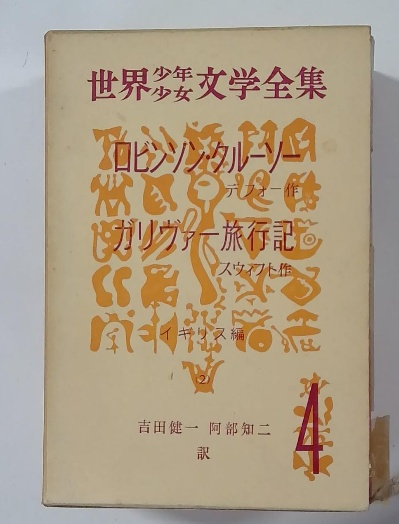 世界少年少女文学全集
ロビンソン・クルーソー
デフォー作
ガリヴァー旅行記
スウィフト作
イギリス編
2
吉田健一 阿部知二
訳
4